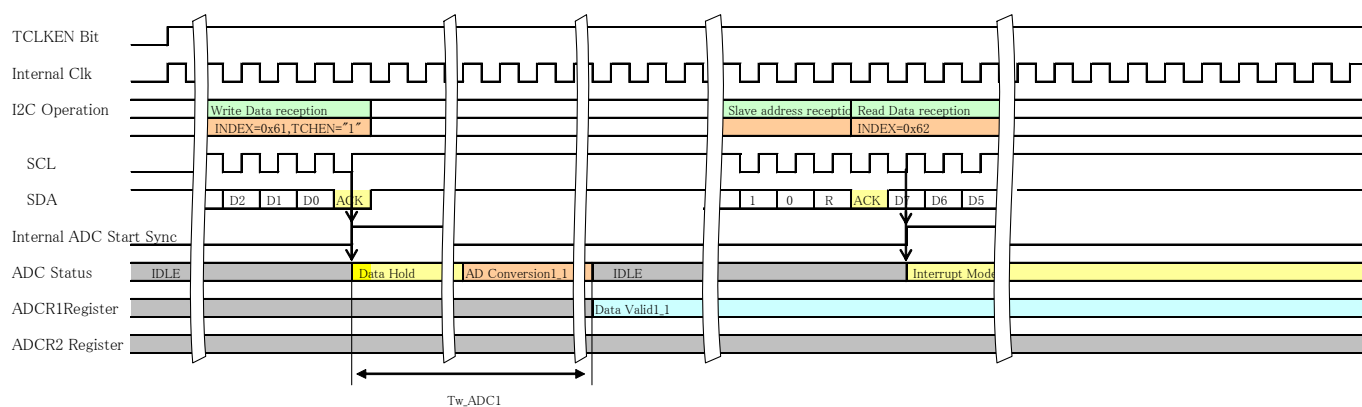 TCLKEN Bit
Internal Clk
I2C Operation
Write Data reception
Slave address receptio
Read Data reception
INDEX=0x61,TCHEN="1"
INDEX=0x62
SCL
SDA
D2 D1 D0 ACK
1 0 R ACK D7 D6 D5
Internal ADC Start Sync
ADC Status
IDLE
Data Hold
AD Conversion1_1
IDLE
Interrupt Mode
ADCR1Register
Data Valid1_1
ADCR2 Register
Tw_ADC1